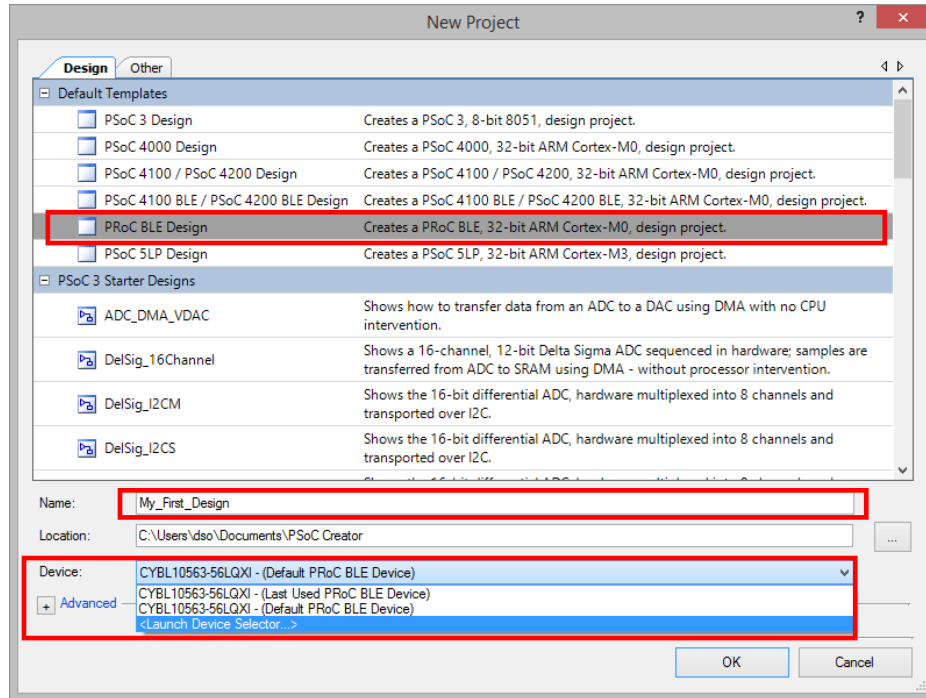 New Project
? ×
Design Other
Default Templates
PSoC 3 Design Creates a PSoC 3, 8-bit 8051, design project.
PSoC 4000 Design Creates a PSoC 4000, 32-bit ARM Cortex-M0, design project.
PSoC 4100 / PSoC 4200 Design Creates a PSoC 4100 / PSoC 4200, 32-bit ARM Cortex-M0, design project.
PSoC 4100 BLE / PSoC 4200 BLE Design Creates a PSoC 4100 BLE / PSoC 4200 BLE, 32-bit ARM Cortex-M0, design project.
PRoC BLE Design Creates a PRoC BLE, 32-bit ARM Cortex-M0, design project.
PSoC 5LP Design Creates a PSoC 5LP, 32-bit ARM Cortex-M3, design project.
PSoC 3 Starter Designs
ADC_DMA_VDAC Shows how to transfer data from an ADC to a DAC using DMA with no CPU
intervention.
DelSig_16Channel Shows a 16-channel, 12-bit Delta Sigma ADC sequenced in hardware; samples are
transferred from ADC to SRAM using DMA - without processor intervention.
DelSig_I2CM Shows the 16-bit differential ADC, hardware multiplexed into 8 channels and
transported over I2C.
DelSig_I2CS Shows the 16-bit differential ADC, hardware multiplexed into 8 channels and
transported over I2C.
Name: My_First_Design
Location: C:\Users\dso\Documents\PSoC Creator ...
Device: CYBL10563-56LQXI - (Default PRoC BLE Device)
CYBL10563-56LQXI - (Last Used PRoC BLE Device)
+ Advanced CYBL10563-56LQXI - (Default PRoC BLE Device)
<Launch Device Selector...>
OK Cancel